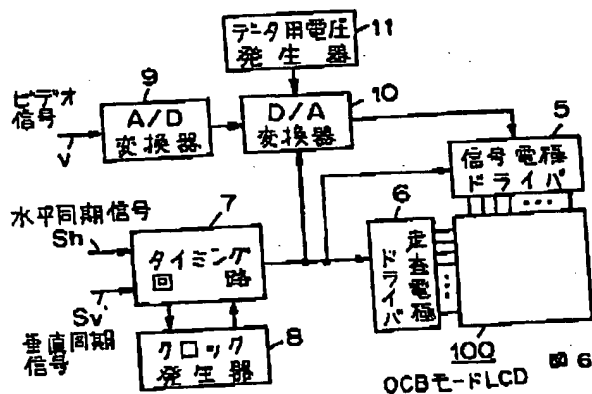 データ用電圧
発生器
11
9
ビデオ
信号
V
A/D
変換器
D/A
変換器
10
5
信号電極
ドライバ
水平同期信号
Sh
7
タイミング
回路
6
走査電極
ドライバ
Sv
垂直同期
信号
クロック
発生器
8
100
OCBモードLCD
図6